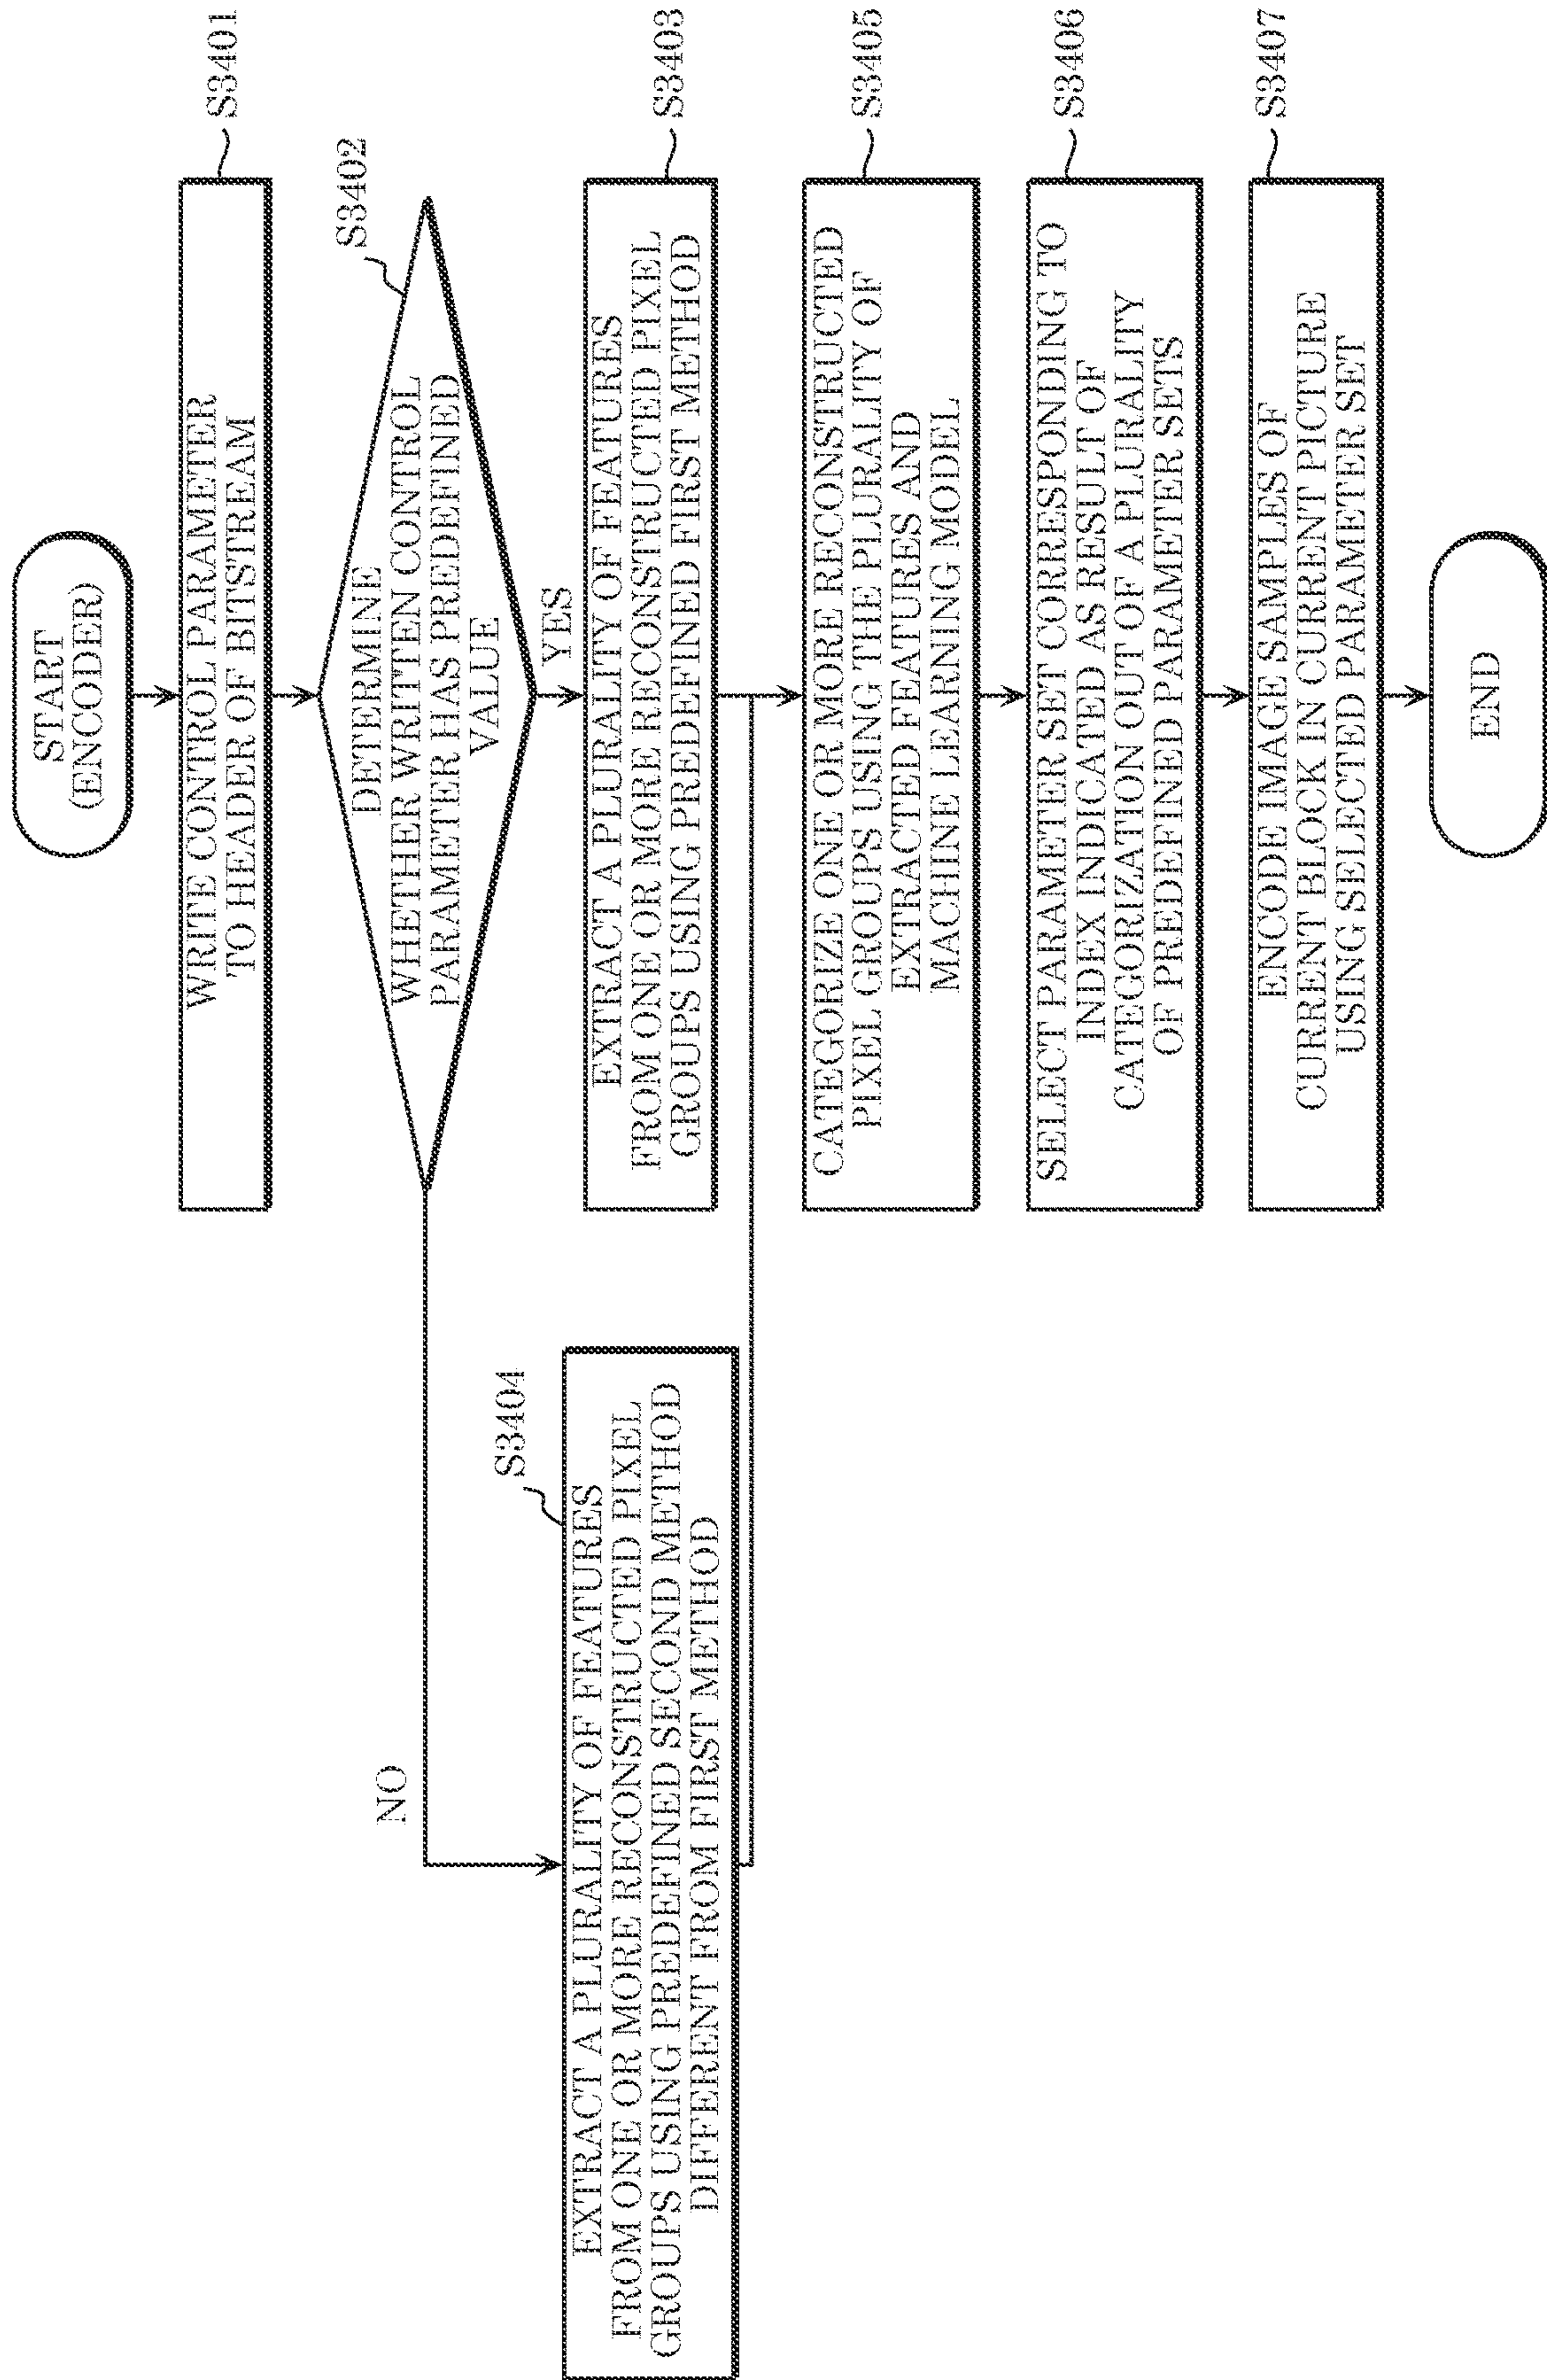 START
(ENCODER)
WRITE CONTROL PARAMETER
TO HEADER OF BITSTREAM
S3401
DETERMINE
WHETHER WRITTEN CONTROL
PARAMETER HAS PREDEFINED
VALUE
S3402
NO
YES
EXTRACT A PLURALITY OF FEATURES
FROM ONE OR MORE RECONSTRUCTED PIXEL
GROUPS USING PREDEFINED SECOND METHOD
DIFFERENT FROM FIRST METHOD
S3404
EXTRACT A PLURALITY OF FEATURES
FROM ONE OR MORE RECONSTRUCTED PIXEL
GROUPS USING PREDEFINED FIRST METHOD
S3403
CATEGORIZE ONE OR MORE RECONSTRUCTED
PIXEL GROUPS USING THE PLURALITY OF
EXTRACTED FEATURES AND
MACHINE LEARNING MODEL
S3405
SELECT PARAMETER SET CORRESPONDING TO
INDEX INDICATED AS RESULT OF
CATEGORIZATION OUT OF A PLURALITY
OF PREDEFINED PARAMETER SETS
S3406
ENCODE IMAGE SAMPLES OF
CURRENT BLOCK IN CURRENT PICTURE
USING SELECTED PARAMETER SET
S3407
END